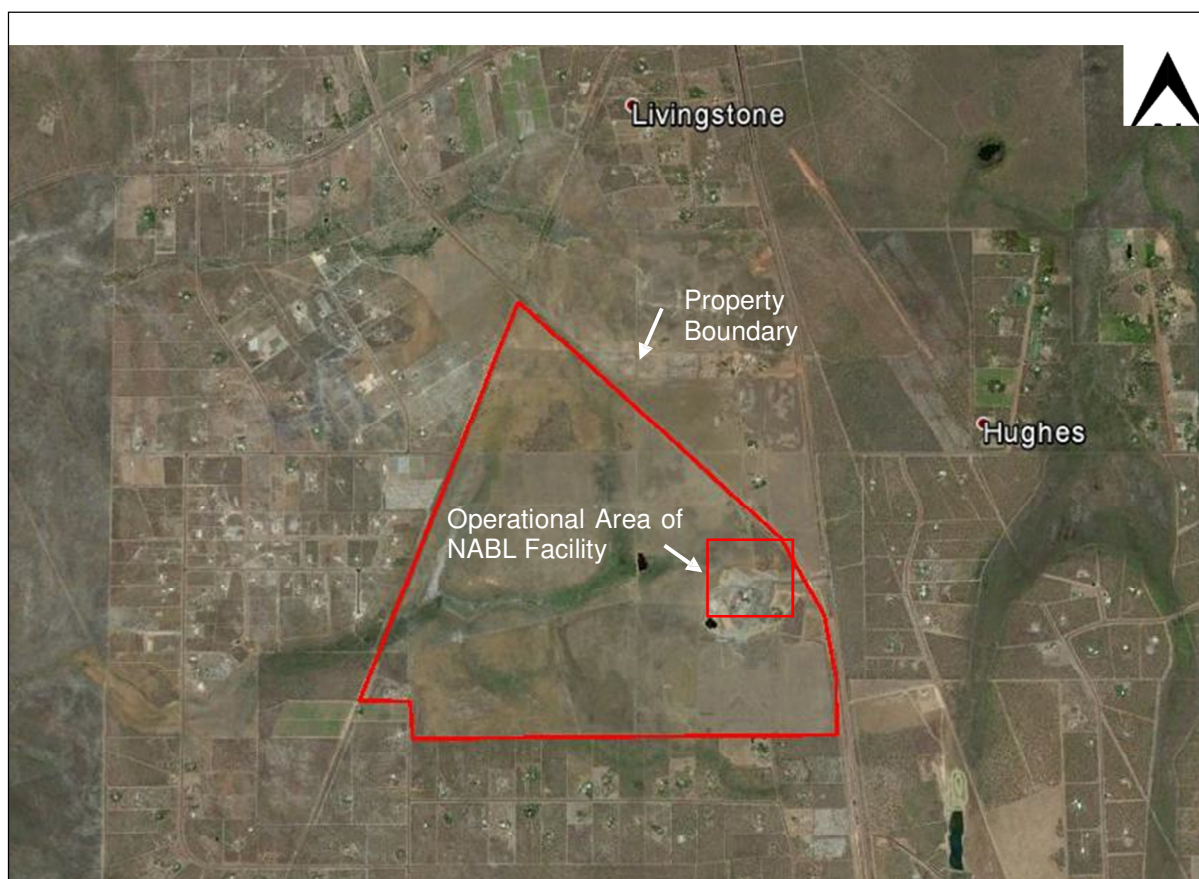 Livingstone
Property
Boundary
Hughes
Operational Area of
NABL Facility